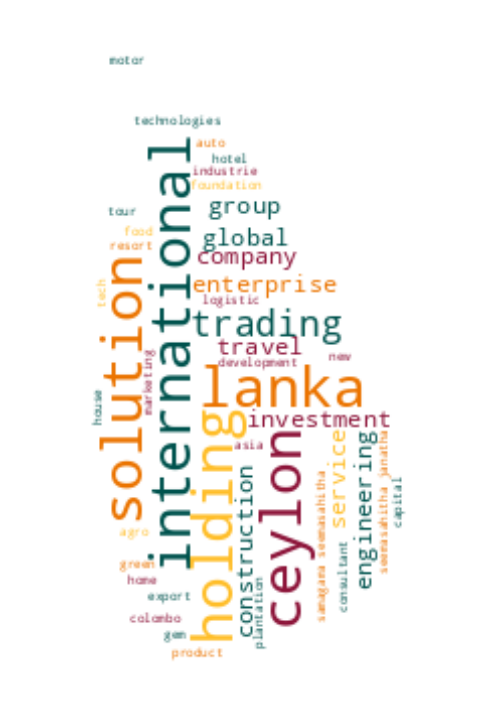 motor
technologies
auto
hotel
industrie
foundation
tour
group
food
global
resort
company
tech
enterprise
logistic
solution
international
trading
travel
new
development
marketing
house
lanka
investment
holding
ceylon
asia
service
engineering
seemasahitha janatha
samagama seemasahitha
construction
capital
agro
consultant
green
home
plantation
export
colombo
gem
product